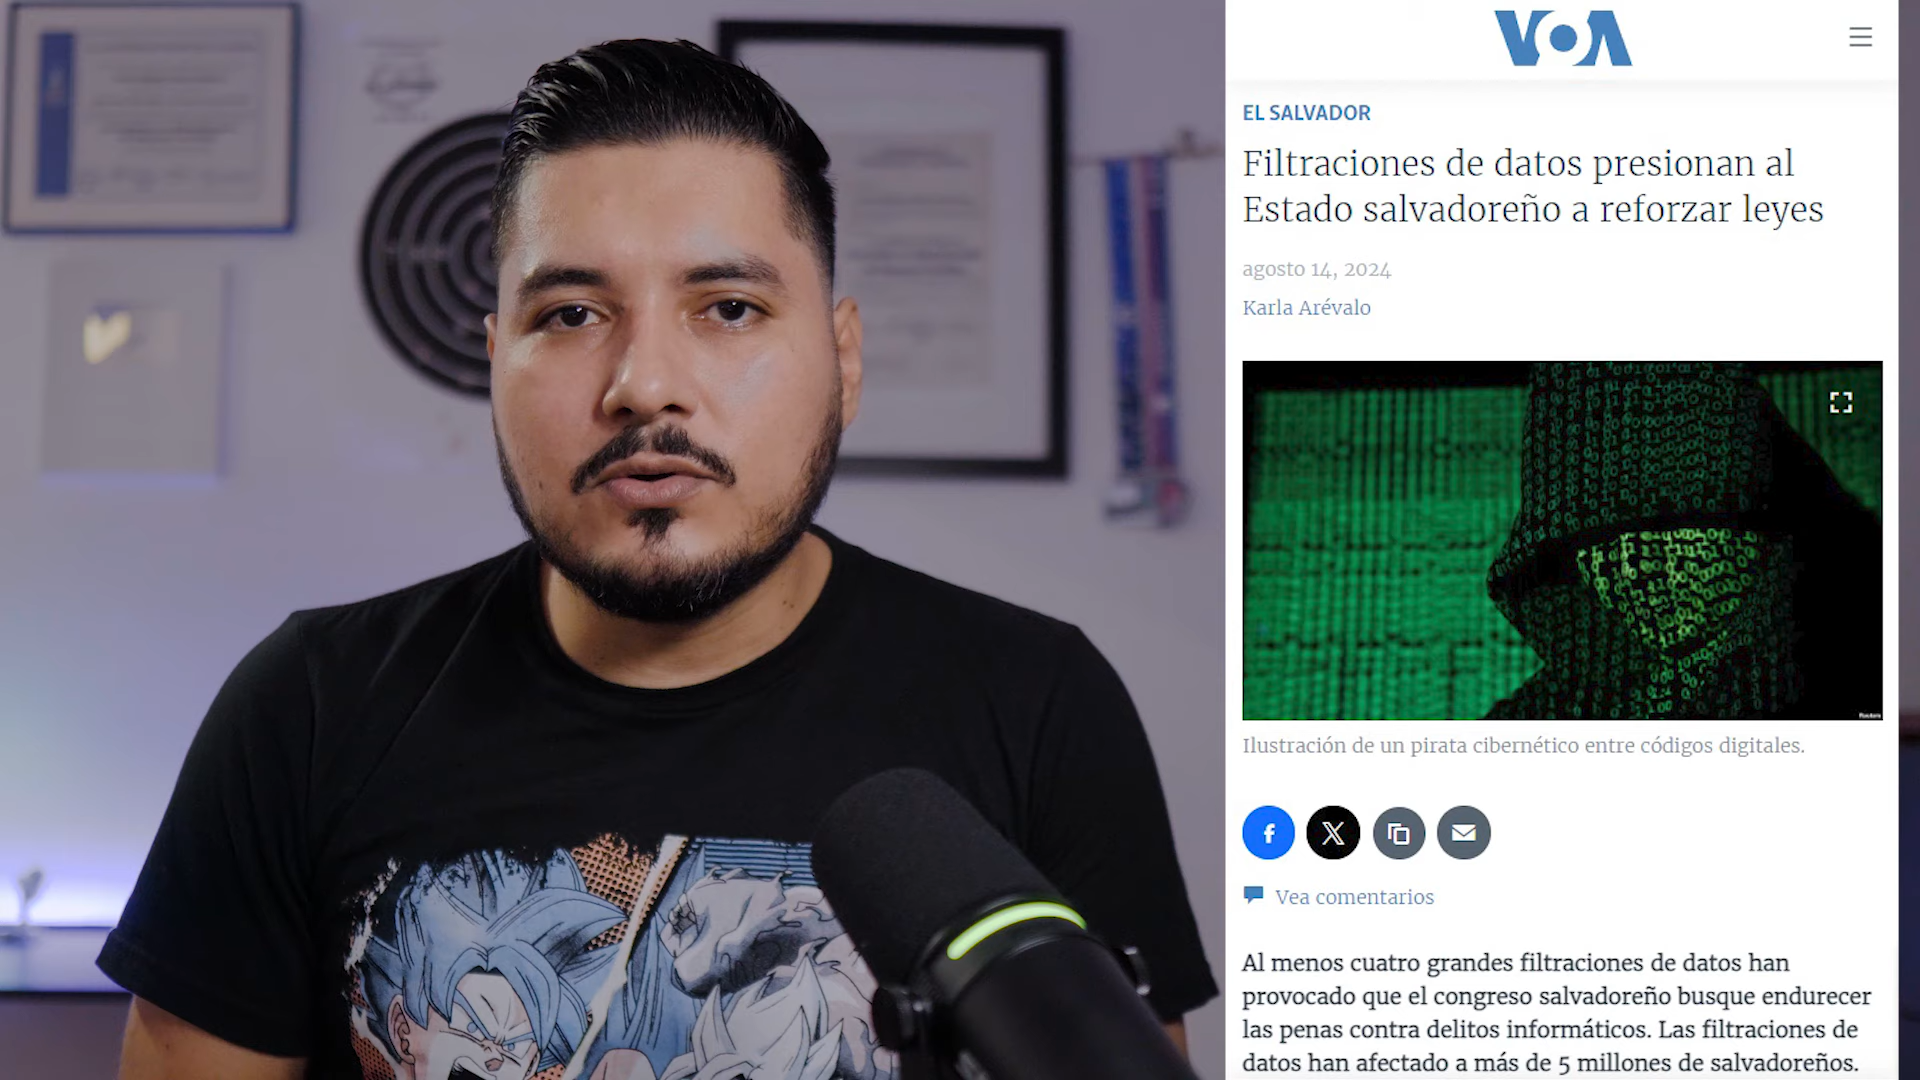 VOA
EL SALVADOR
Filtraciones de datos presionan al
Estado salvadoreño a reforzar leyes
agosto 14, 2024
Karla Arévalo
Reuters
Ilustración de un pirata cibernético entre códigos digitales.
Vea comentarios
Al menos cuatro grandes filtraciones de datos han
provocado que el congreso salvadoreño busque endurecer
las penas contra delitos informáticos. Las filtraciones de
datos han afectado a más de 5 millones de salvadoreños.